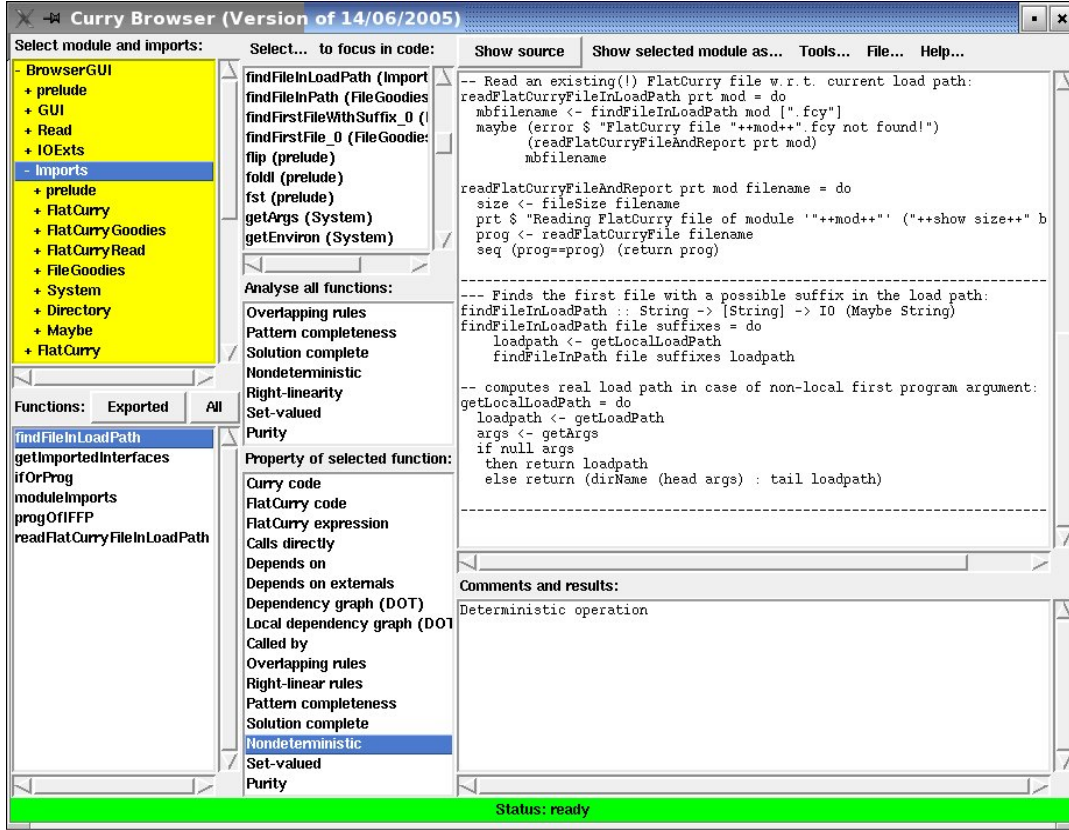 Curry Browser (Version of 14/06/2005)
Select module and imports:
- BrowserGUI
+ prelude
+ GUI
+ Read
+ IOExts
- Imports
+ prelude
+ FlatCurry
+ FlatCurryGoodies
+ FlatCurryRead
+ FileGoodies
+ System
+ Directory
+ Maybe
+ FlatCurry
Functions: Exported All
findFileInLoadPath
getImportedInterfaces
ifOrProg
moduleImports
progOfIFFP
readFlatCurryFileInLoadPath
Select... to focus in code:
findFileInLoadPath (Import
findFileInPath (FileGoodies
findFirstFileWithSuffix_0 (
findFirstFile_0 (FileGoodie
flip (prelude)
foldl (prelude)
fst (prelude)
getArgs (System)
getEnviron (System)
Analyse all functions:
Overlapping rules
Pattern completeness
Solution complete
Nondeterministic
Right-linearity
Set-valued
Purity
Property of selected function:
Curry code
FlatCurry code
FlatCurry expression
Calls directly
Depends on
Depends on externals
Dependency graph (DOT)
Local dependency graph (DOT
Called by
Overlapping rules
Right-linear rules
Pattern completeness
Solution complete
Nondeterministic
Set-valued
Purity
Show source Show selected module as... Tools... File... Help...
-- Read an existing(!) FlatCurry file w.r.t. current load path:
readFlatCurryFileInLoadPath prt mod = do
mbfilename <- findFileInLoadPath mod [".fcy"]
maybe (error $ "FlatCurry file "++mod++".fcy not found!")
(readFlatCurryFileAndReport prt mod)
mbfilename
readFlatCurryFileAndReport prt mod filename = do
size <- fileSize filename
prt $ "Reading FlatCurry file of module '"++mod++"' ("++show size++" b
prog <- readFlatCurryFile filename
seq (prog==prog) (return prog)
------------------------------------------------------------------------
--- Finds the first file with a possible suffix in the load path:
findFileInLoadPath :: String -> [String] -> IO (Maybe String)
findFileInLoadPath file suffixes = do
loadpath <- getLocalLoadPath
findFileInPath file suffixes loadpath
-- computes real load path in case of non-local first program argument:
getLocalLoadPath = do
loadpath <- getLoadPath
args <- getArgs
if null args
then return loadpath
else return (dirName (head args) : tail loadpath)
------------------------------------------------------------------------
Comments and results:
Deterministic operation
Status: ready